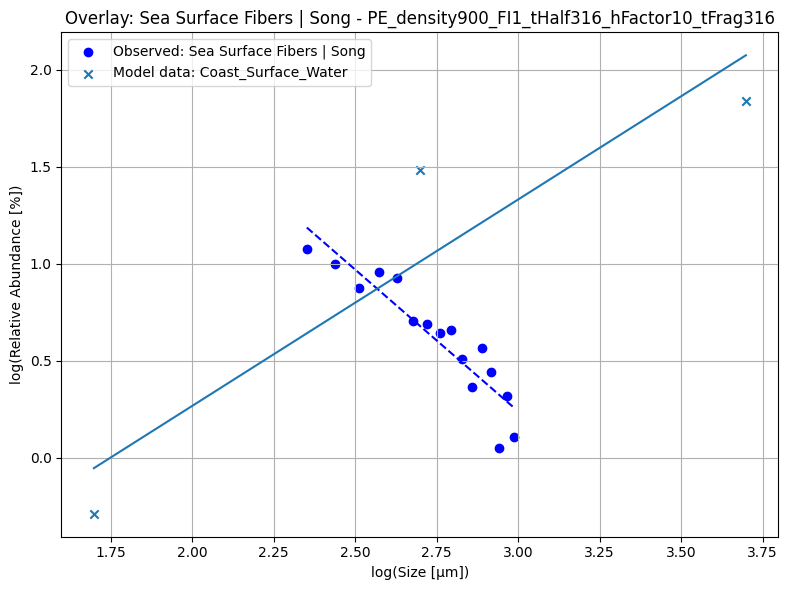 Overlay: Sea Surface Fibers | Song - PE_density900_FI1_tHalf316_hFactor10_tFrag316
Observed: Sea Surface Fibers | Song
Model data: Coast_Surface_Water
log(Relative Abundance [%])
2.0
1.5
1.0
0.5
0.0
1.75 2.00 2.25 2.50 2.75 3.00 3.25 3.50 3.75
log(Size [µm])